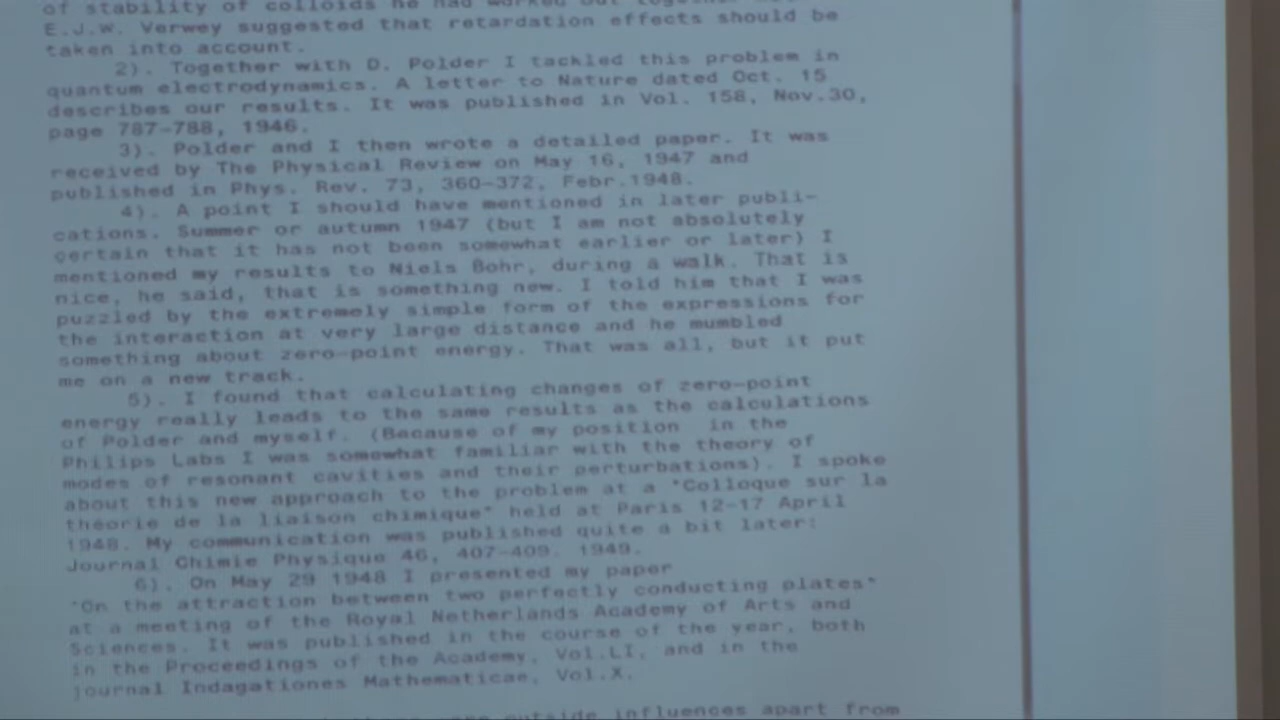 of stability of colloids he had worked out together
E.J.W. Verwey suggested that retardation effects should be
taken into account.
2). Together with D. Polder I tackled this problem in
quantum electrodynamics. A letter to Nature dated Oct. 15
describes our results. It was published in Vol. 158, Nov.30,
page 787-788, 1946.
3). Polder and I then wrote a detailed paper. It was
received by The Physical Review on May 16, 1947 and
published in Phys. Rev. 73, 360-372, Febr.1948.
4). A point I should have mentioned in later publi-
cations. Summer or autumn 1947 (but I am not absolutely
certain that it has not been somewhat earlier or later) I
mentioned my results to Niels Bohr, during a walk. That is
nice, he said, that is something new. I told him that I was
puzzled by the extremely simple form of the expressions for
the interaction at very large distance and he mumbled
something about zero-point energy. That was all, but it put
me on a new track.
5). I found that calculating changes of zero-point
energy really leads to the same results as the calculations
of Polder and myself. (Because of my position in the
Philips Labs I was somewhat familiar with the theory of
modes of resonant cavities and their perturbations). I spoke
about this new approach to the problem at a "Colloque sur la
théorie de la liaison chimique" held at Paris 12-17 April
1948. My communication was published quite a bit later:
Journal Chimie Physique 46, 407-409. 1949.
6). On May 29 1948 I presented my paper
"On the attraction between two perfectly conducting plates"
at a meeting of the Royal Netherlands Academy of Arts and
Sciences. It was published in the course of the year, both
in the Proceedings of the Academy, Vol.LI, and in the
journal Indagationes Mathematicae, Vol.X.
outside influences apart from